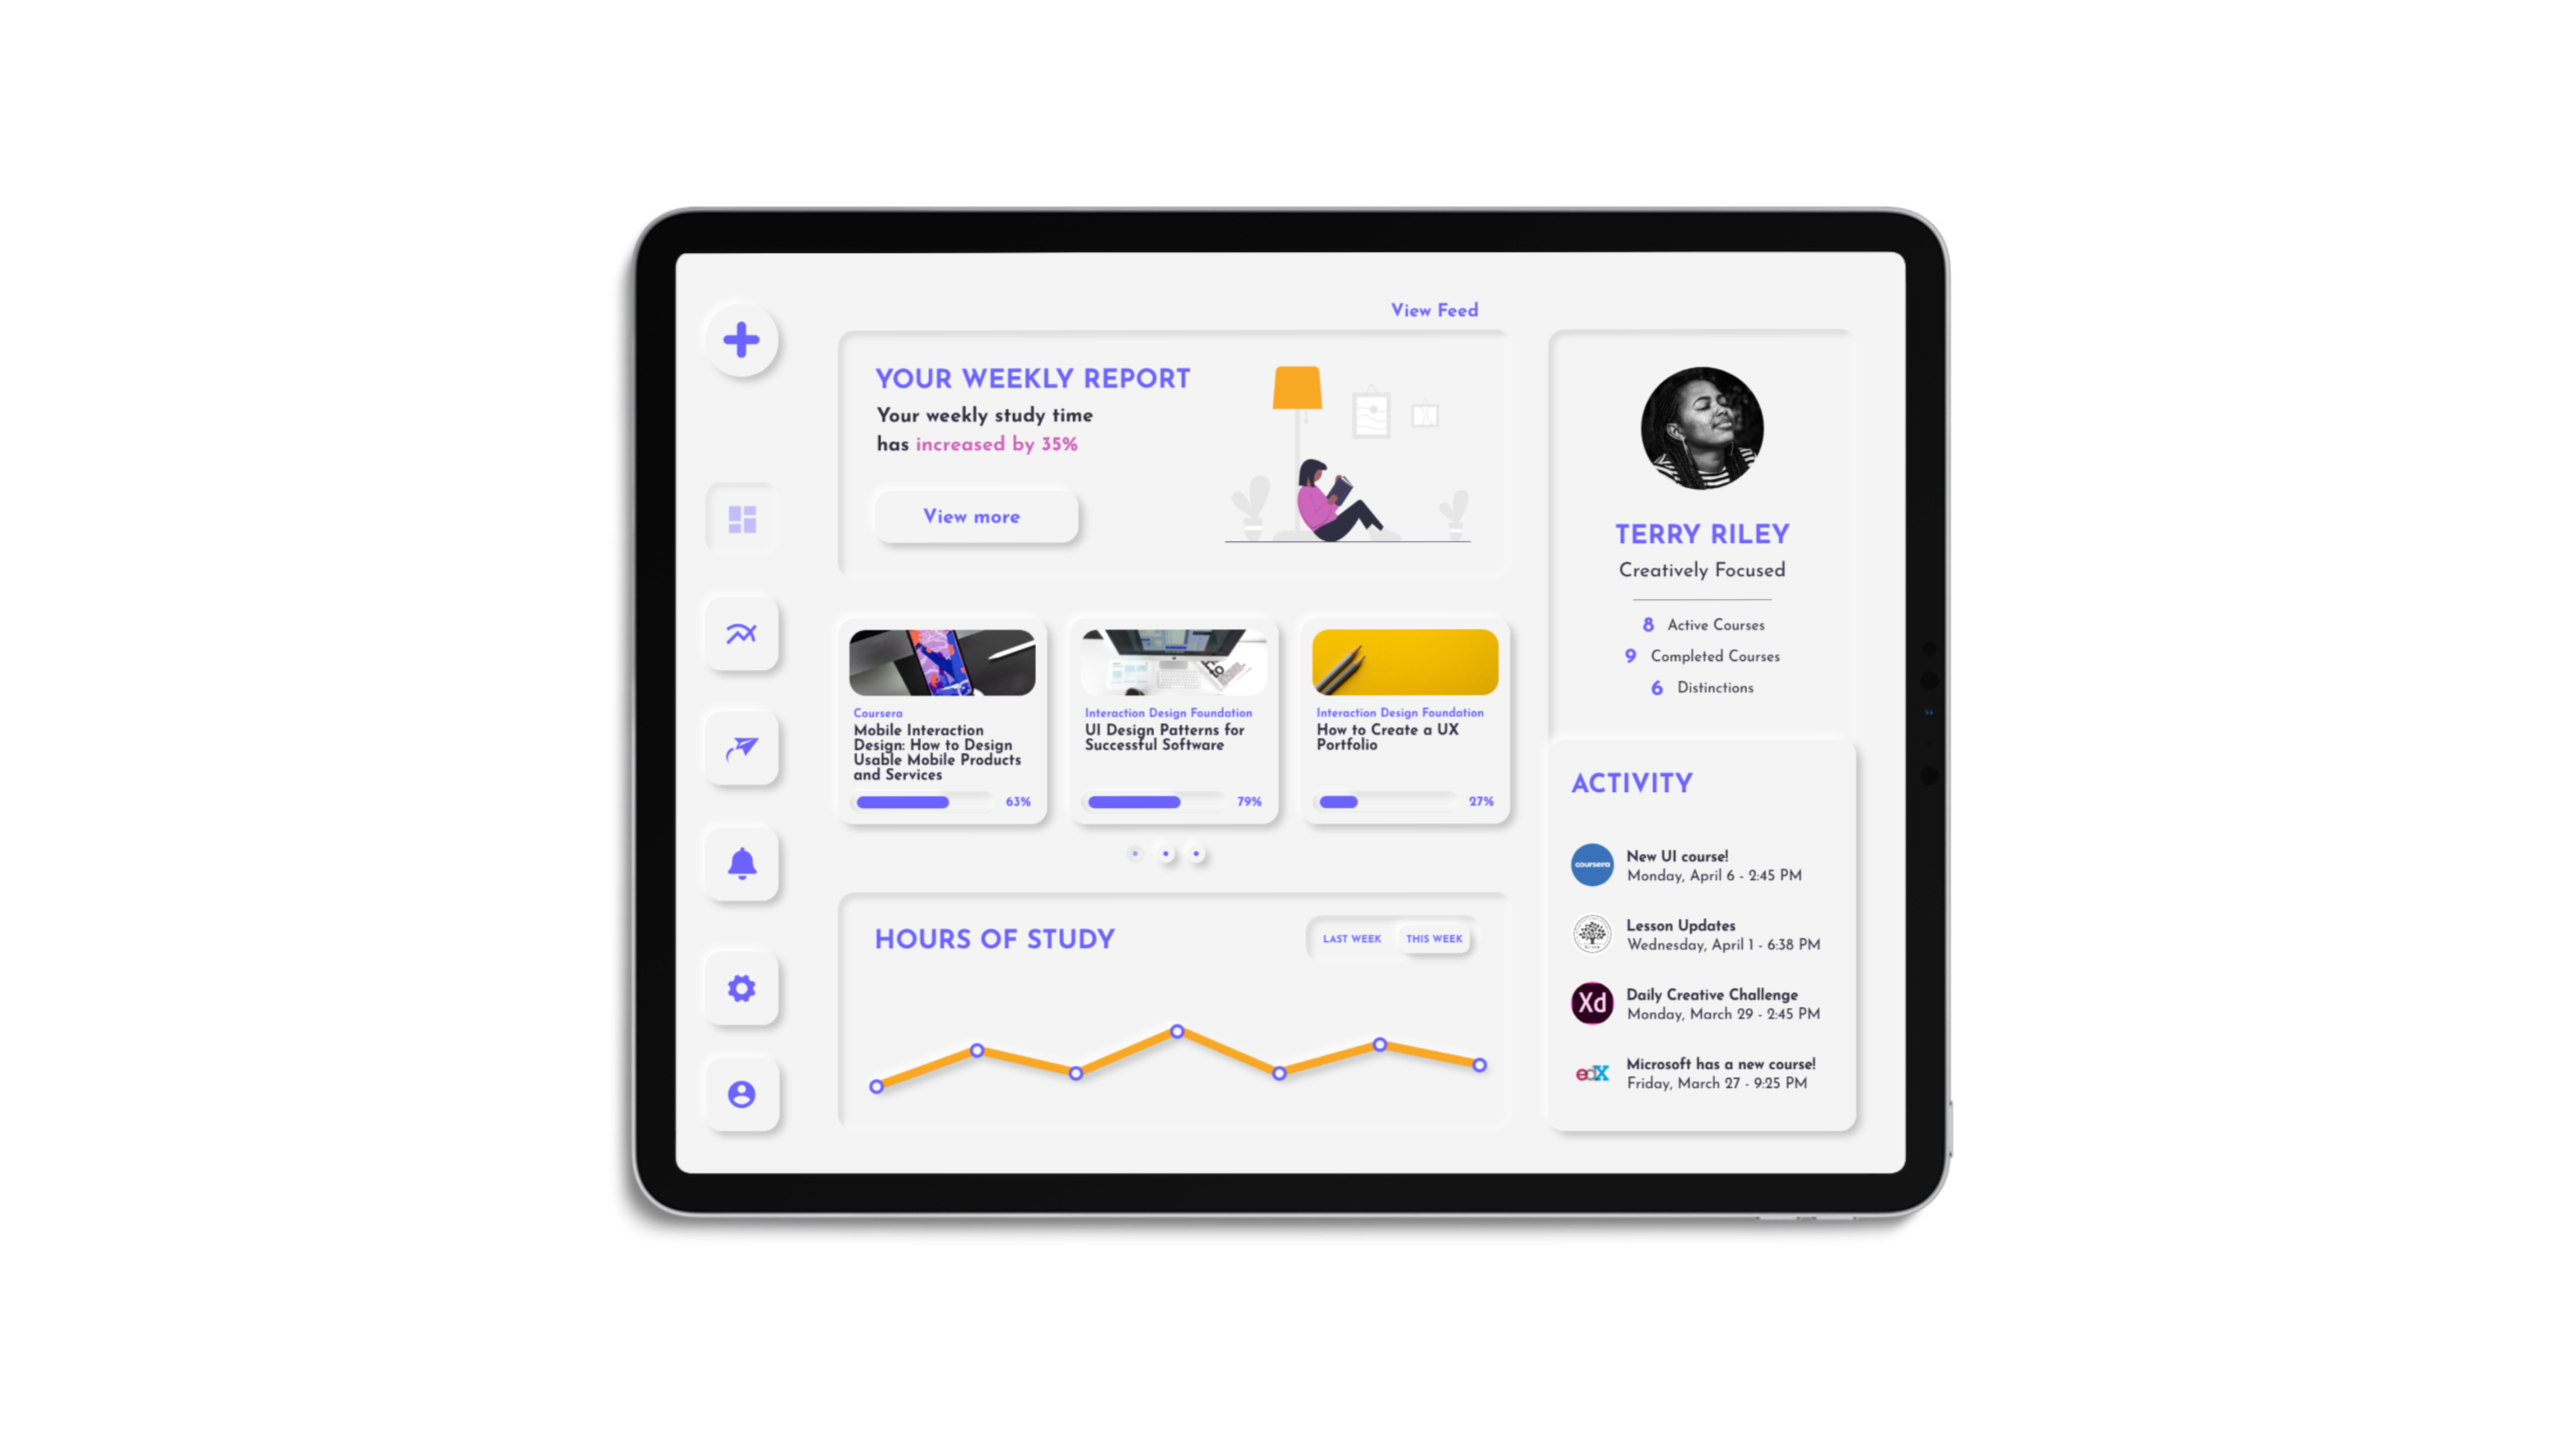 View Feed
YOUR WEEKLY REPORT
Your weekly study time
has increased by 35%
View more
Coursera
Mobile Interaction
Design: How to Design
Usable Mobile Products
and Services
63%
Interaction Design Foundation
UI Design Patterns for
Successful Software
79%
Interaction Design Foundation
How to Create a UX
Portfolio
27%
HOURS OF STUDY
LAST WEEK THIS WEEK
TERRY RILEY
Creatively Focused
8 Active Courses
9 Completed Courses
6 Distinctions
ACTIVITY
coursera
New UI course!
Monday, April 6 - 2:45 PM
Lesson Updates
Wednesday, April 1 - 6:38 PM
Xd
Daily Creative Challenge
Monday, March 29 - 2:45 PM
edX
Microsoft has a new course!
Friday, March 27 - 9:25 PM